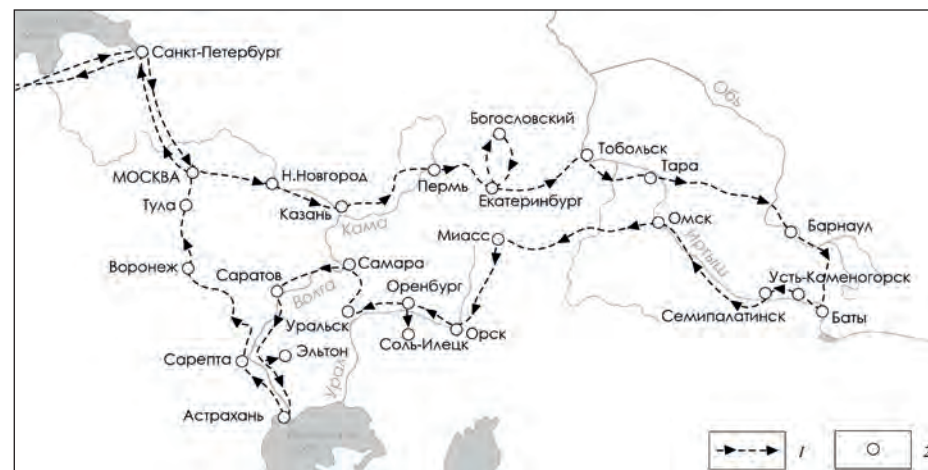 Санкт-Петербург
Обь
Богословский
Тобольск
Тара
МОСКВА
Н.Новгород
Пермь
Екатеринбург
Казань
Тула
Кама
Миасс
Омск
Барнаул
Иртыш
Воронеж
Саратов
Самара
Волга
Оренбург
Усть-Каменогорск
Семипалатинск
Баты
Уральск
Соль-Илецк
Орск
Сарепта
Эльтон
Урал
Астрахань
1
2